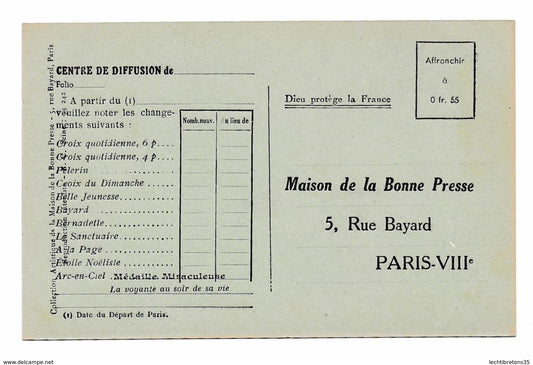 CENTRE DE DIFFUSION de
Folio
A partir du (1)
veuillez noter les change-
ments suivants :
Nomb. nouv.
Au lieu de
Croix quotidienne, 6 p....
Croix quotidienne, 4 p....
Pèlerin
Croix du Dimanche
Belle Jeunesse
Bayard
Bernadette
Le Sanctuaire
A la Page
Étoile Noëliste
Arc-en-Ciel
Médaille Miraculeuse
La voyante au soir de sa vie
(1) Date du Départ de Paris.
Collection Artistique de la Maison de la Bonne Presse - 5, rue Bayard, Paris
Affranchir
à
0 fr. 55
Dieu protège la France
Maison de la Bonne Presse
5, Rue Bayard
PARIS-VIIIe
lechtibretons35